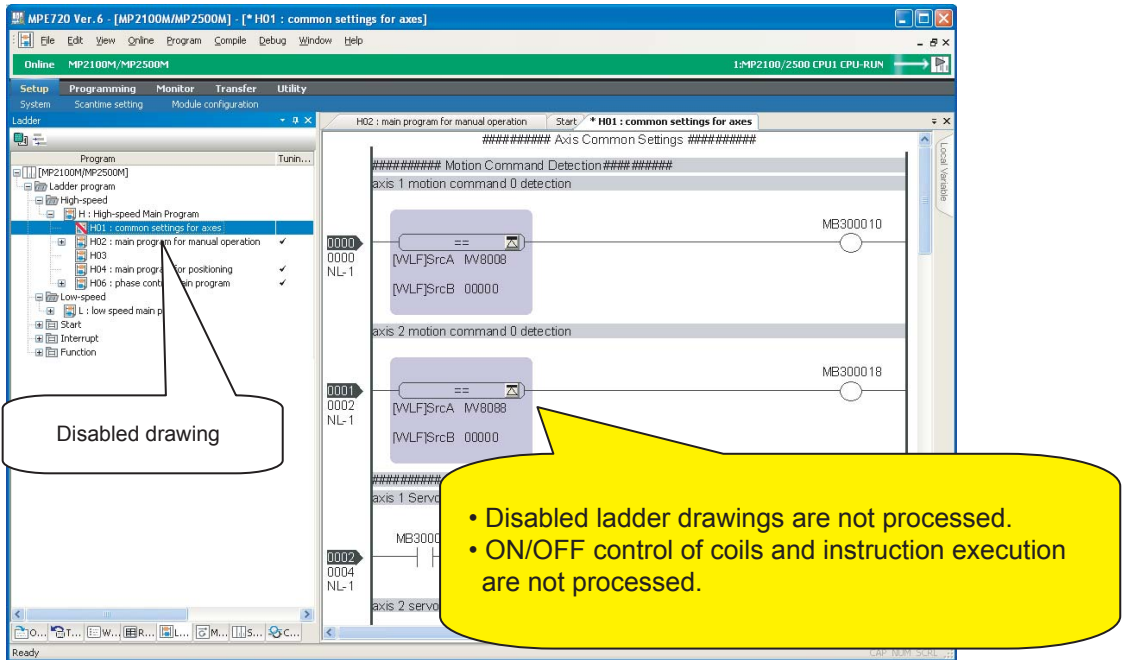 MPE720 Ver.6 - [MP2100M/MP2500M] - [* H01 : common settings for axes]
File Edit View Online Program Compile Debug Window Help
Online MP2100M/MP2500M 1:MP2100/2500 CPU1 CPU-RUN
Setup Programming Monitor Transfer Utility
System Scantime setting Module configuration
Ladder
Program Tunin...
[MP2100M/MP2500M]
Ladder program
High-speed
H : High-speed Main Program
H01 : common settings for axes
H02 : main program for manual operation
H03
H04 : main program for positioning
H06 : phase control main program
Low-speed
L : low speed main p
Start
Interrupt
Function
Disabled drawing
H02 : main program for manual operation Start * H01 : common settings for axes
########## Axis Common Settings ##########
########## Motion Command Detection ##########
axis 1 motion command 0 detection
MB300010
0000
0000
NL-1
==
[WLF]SrcA IW8008
[WLF]SrcB 00000
axis 2 motion command 0 detection
MB300018
0001
0002
NL-1
==
[WLF]SrcA IW8088
[WLF]SrcB 00000
axis 1 Servo
MB3000
0002
0004
NL-1
axis 2 servo
Local Variable
• Disabled ladder drawings are not processed.
• ON/OFF control of coils and instruction execution
are not processed.
O... T... W... R... L... M... S... C...
Ready CAP NUM SCRL